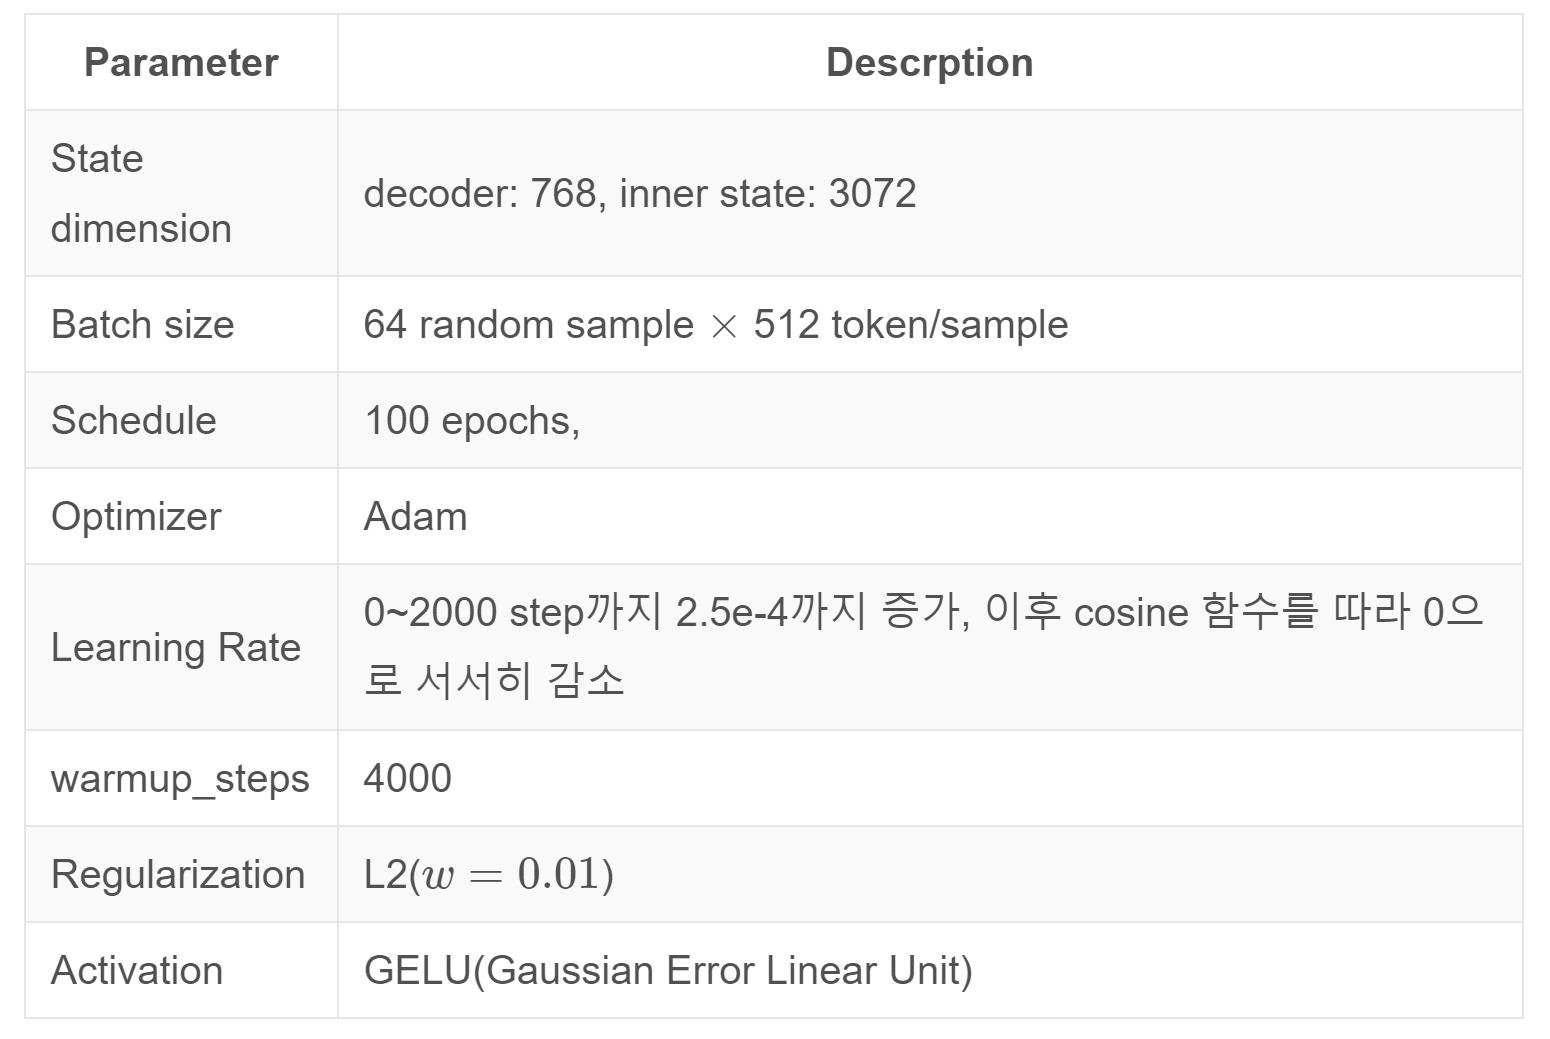 Parameter Descrption
State
dimension
decoder: 768, inner state: 3072
Batch size 64 random sample × 512 token/sample
Schedule 100 epochs,
Optimizer Adam
Learning Rate
0~2000 step까지 2.5e-4까지 증가, 이후 cosine 함수를 따라 0으
로 서서히 감소
warmup_steps 4000
Regularization L2(w = 0.01)
Activation GELU(Gaussian Error Linear Unit)